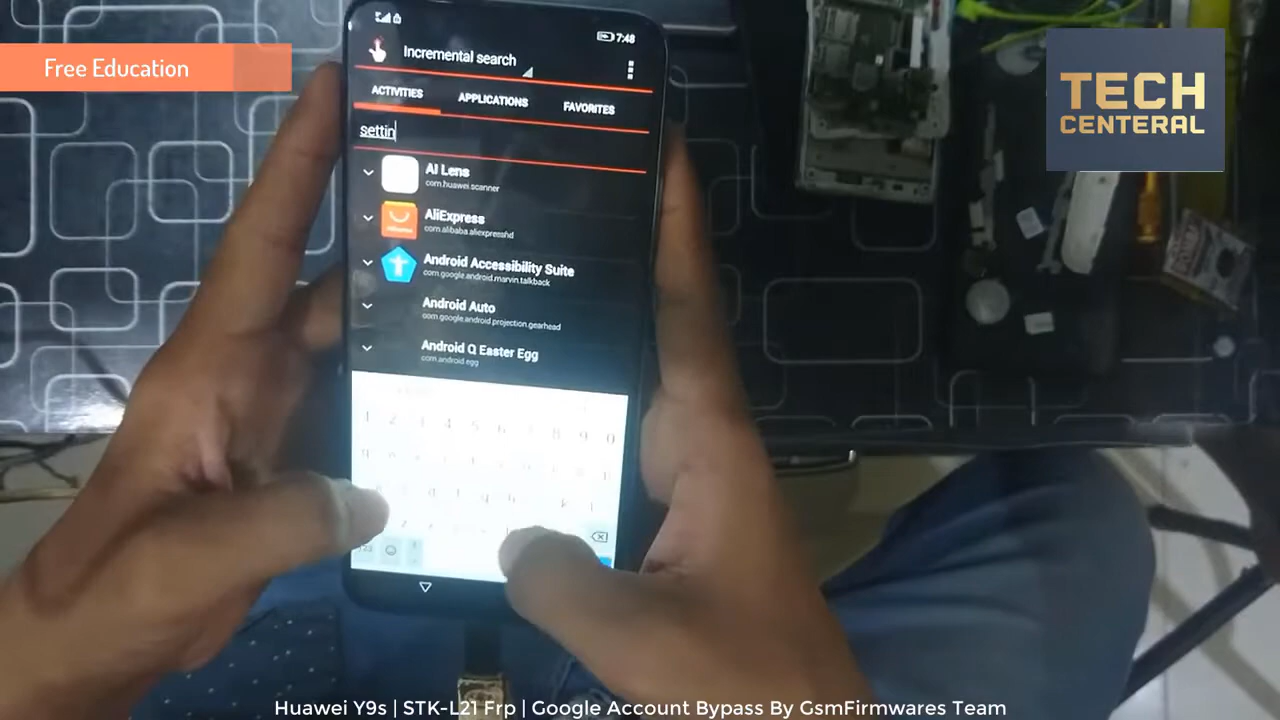 Free Education
TECH
CENTERAL
7:48
Incremental search
ACTIVITIES
APPLICATIONS
FAVORITES
settin
AI Lens
com.huawei.scanner
AliExpress
com.alibaba.aliexpresshd
Android Accessibility Suite
com.google.android.marvin.talkback
Android Auto
com.google.android.projection.gearhead
Android Q Easter Egg
com.android.egg
Huawei Y9s | STK-L21 Frp | Google Account Bypass By GsmFirmwares Team